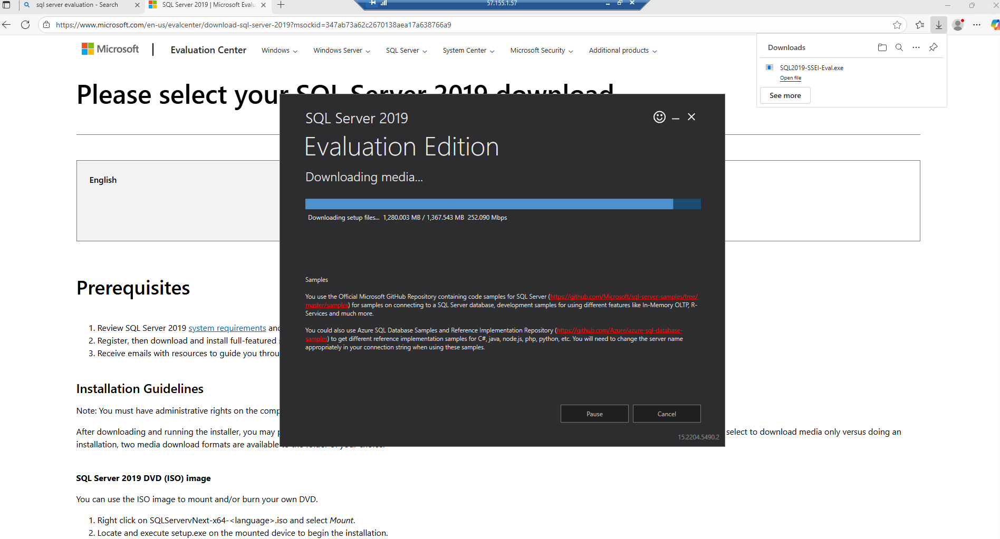 sql server evaluation - Search
SQL Server 2019 | Microsoft Evalu
57.155.1.57
https://www.microsoft.com/en-us/evalcenter/download-sql-server-2019?msockid=347ab73a62c2670138aea17a638766a9
Microsoft
Evaluation Center
Windows
Windows Server
SQL Server
System Center
Microsoft Security
Additional products
Downloads
SQL2019-SSEI-Eval.exe
Open file
See more
Please select your SQL Server 2019 download
English
SQL Server 2019
Evaluation Edition
Downloading media...
Downloading setup files... 1,280.003 MB / 1,367.543 MB 252.090 Mbps
Samples
You use the Official Microsoft GitHub Repository containing code samples for SQL Server (https://github.com/Microsoft/sql-server-samples/tree/
master/samples) for samples on connecting to a SQL Server database, development samples for using different features like In-Memory OLTP, R-
Services and much more.
You could also use Azure SQL Database Samples and Reference Implementation Repository (https://github.com/Azure/azure-sql-database-
samples) to get different reference implementation samples for C#, java, node.js, php, python, etc. You will need to change the server name
appropriately in your connection string when using these samples.
Pause
Cancel
15.2204.5490.2
Prerequisites
1. Review SQL Server 2019 system requirements and
2. Register, then download and install full-featured
3. Receive emails with resources to guide you throu
Installation Guidelines
Note: You must have administrative rights on the comp
After downloading and running the installer, you may select to download media only versus doing an
installation, two media download formats are available to the folder of your choice.
SQL Server 2019 DVD (ISO) image
You can use the ISO image to mount and/or burn your own DVD.
1. Right click on SQLServervNext-x64-<language>.iso and select Mount.
2. Locate and execute setup.exe on the mounted device to begin the installation.